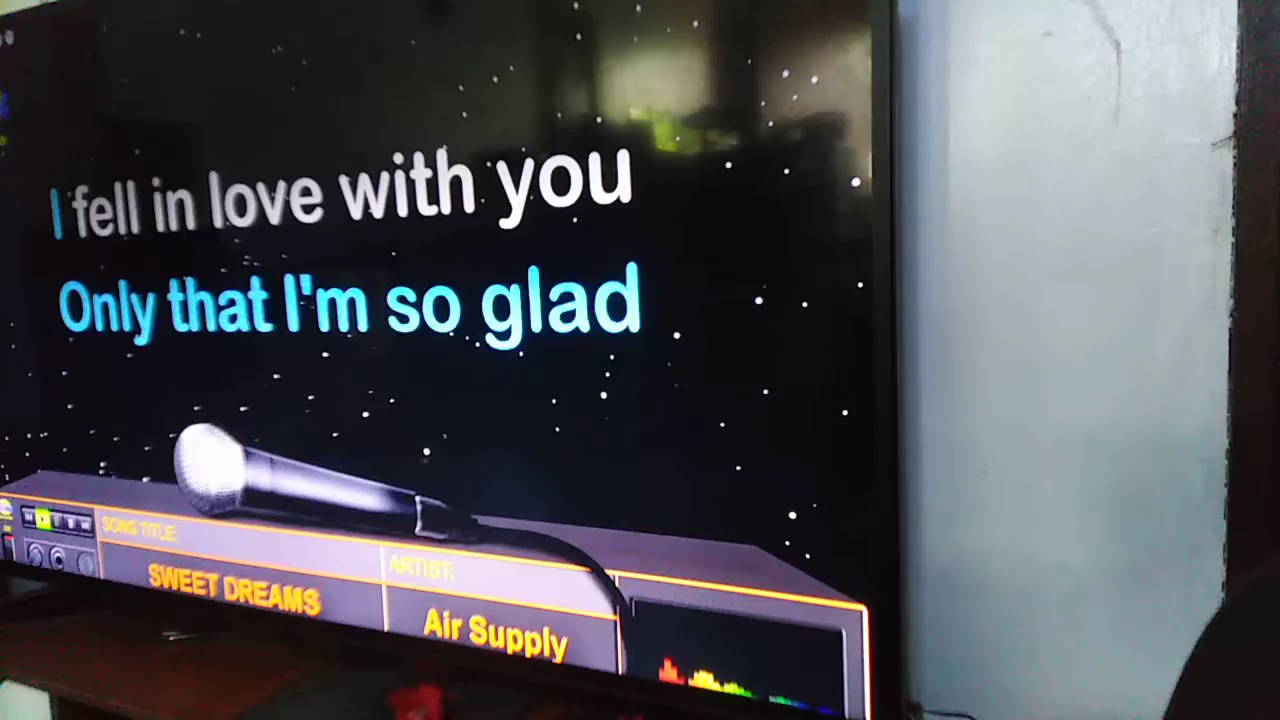 I fell in love with you
Only that I'm so glad
SONG TITLE:
SWEET DREAMS
ARTIST:
Air Supply